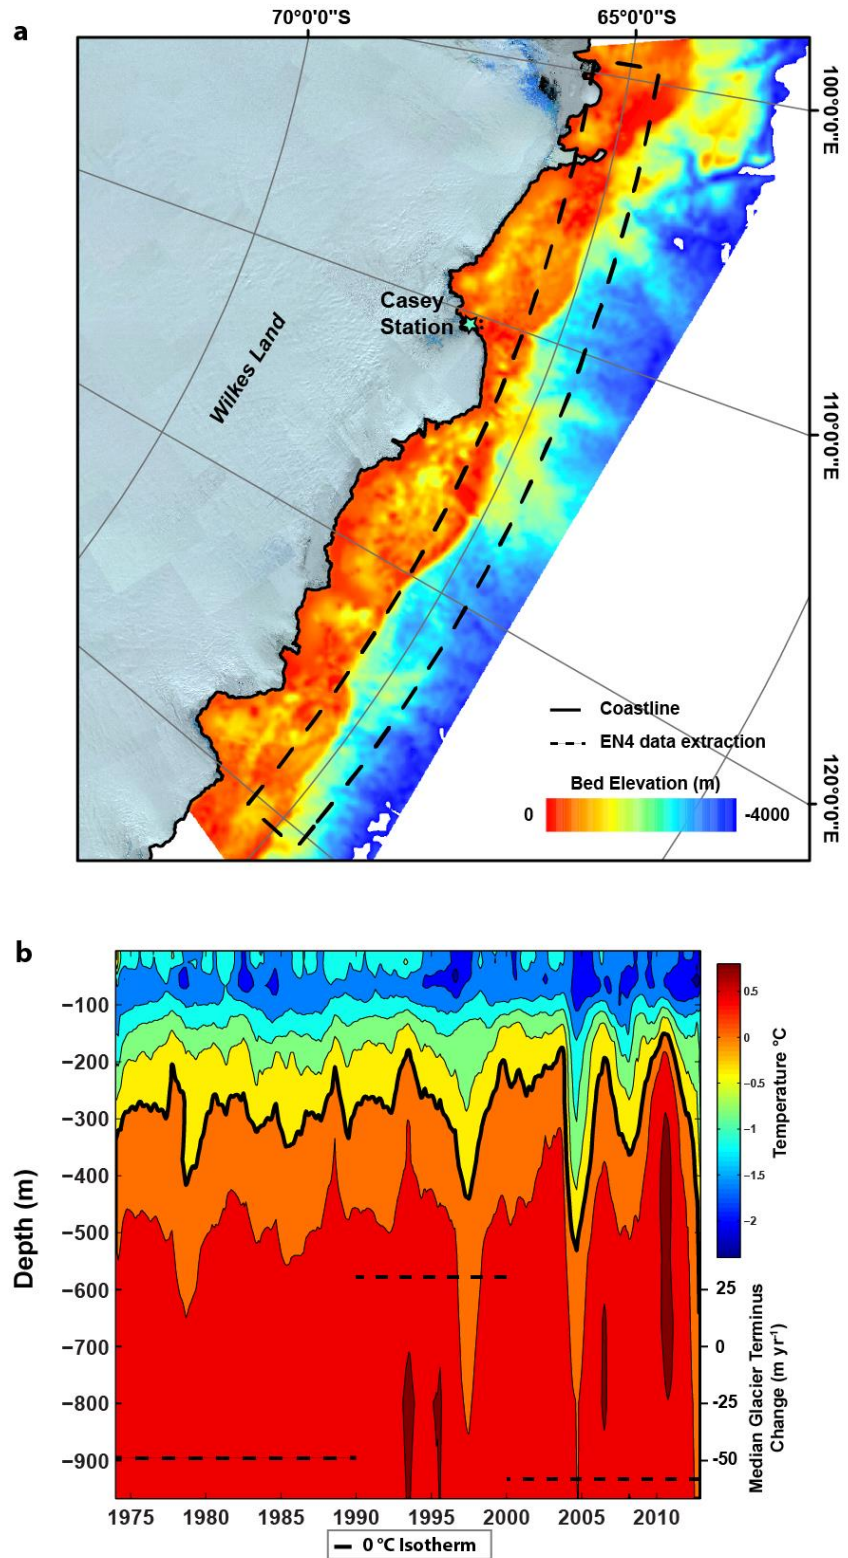 70°0'0"S
65°0'0"S
a
100°0'0"E
Casey
Station
Wilkes Land
110°0'0"E
Coastline
EN4 data extraction
Bed Elevation (m)
0
-4000
120°0'0"E
b
−100
−200
−300
−400
−500
−600
−700
−800
−900
Depth (m)
0.5
0
−0.5
−1
−1.5
−2
Temperature °C
25
0
-25
-50
Median Glacier Terminus
Change (m yr⁻¹)
1975
1980
1985
1990
1995
2000
2005
2010
0 °C Isotherm